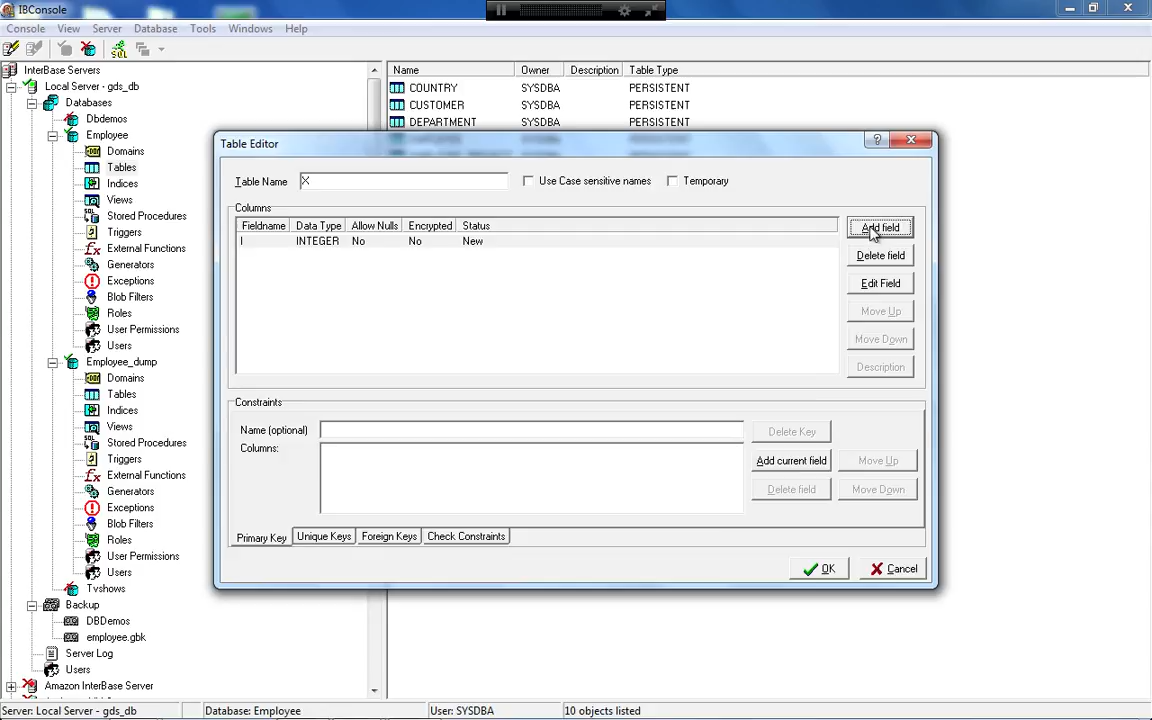 IBConsole
Console View Server Database Tools Windows Help
SQL
InterBase Servers
Local Server - gds_db
Databases
Dbdemos
Employee
Domains
Tables
Indices
Views
Stored Procedures
Triggers
External Functions
Generators
Exceptions
Blob Filters
Roles
User Permissions
Users
Employee_dump
Domains
Tables
Indices
Views
Stored Procedures
Triggers
External Functions
Generators
Exceptions
Blob Filters
Roles
User Permissions
Users
Tvshows
Backup
DBDemos
employee.gbk
Server Log
Users
Amazon InterBase Server
Name Owner Description Table Type
COUNTRY SYSDBA PERSISTENT
CUSTOMER SYSDBA PERSISTENT
DEPARTMENT SYSDBA PERSISTENT
Table Editor
Table Name X Use Case sensitive names Temporary
Columns
Fieldname Data Type Allow Nulls Encrypted Status
I INTEGER No No New
Add field
Delete field
Edit Field
Move Up
Move Down
Description
Constraints
Name (optional)
Columns:
Delete Key
Add current field Move Up
Delete field Move Down
Primary Key Unique Keys Foreign Keys Check Constraints
OK Cancel
Server: Local Server - gds_db Database: Employee User: SYSDBA 10 objects listed